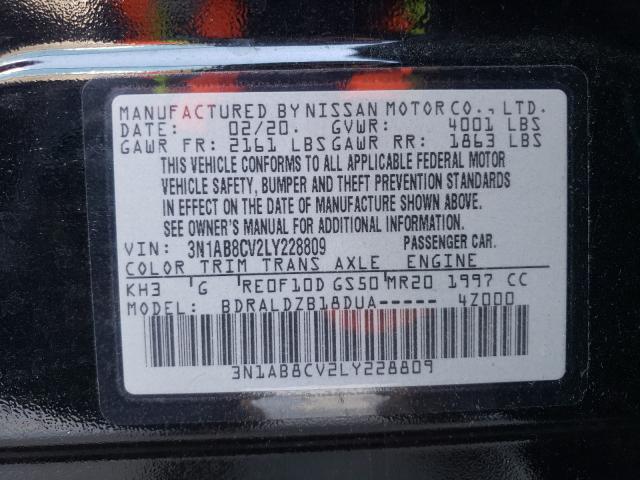 MANUFACTURED BY NISSAN MOTOR CO., LTD.
DATE: 02/20. GVWR: 4001 LBS
GAWR FR: 2161 LBS GAWR RR: 1863 LBS
THIS VEHICLE CONFORMS TO ALL APPLICABLE FEDERAL MOTOR
VEHICLE SAFETY, BUMPER AND THEFT PREVENTION STANDARDS
IN EFFECT ON THE DATE OF MANUFACTURE SHOWN ABOVE.
SEE OWNER'S MANUAL FOR ADDITIONAL INFORMATION.
VIN: 3N1AB8CV2LY228809 PASSENGER CAR.
COLOR TRIM TRANS AXLE ENGINE
KH3 G RE0F10D GS50 MR20 1997 CC
MODEL: BDRALDZB18DUA----- 4Z000
3N1AB8CV2LY228809